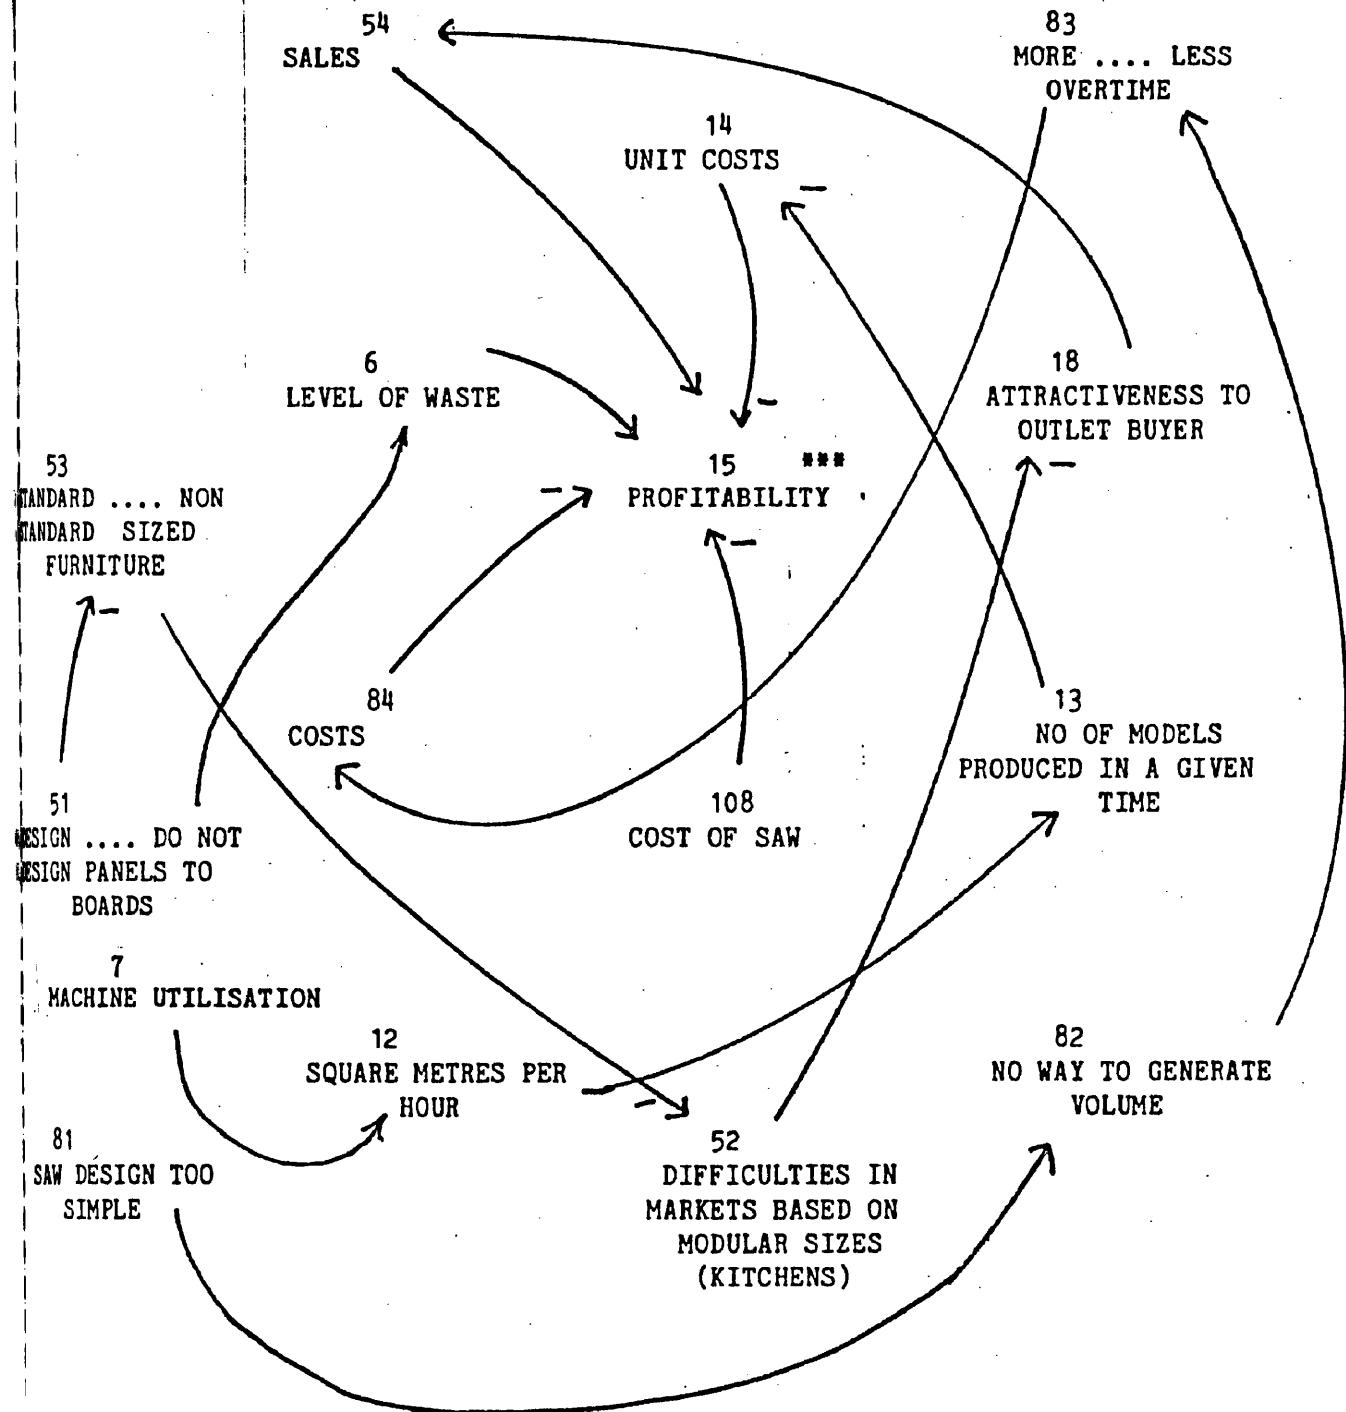 54
SALES
83
MORE .... LESS
OVERTIME
14
UNIT COSTS
6
LEVEL OF WASTE
18
ATTRACTIVENESS TO
OUTLET BUYER
15 ***
PROFITABILITY
53
STANDARD .... NON
STANDARD SIZED
FURNITURE
84
COSTS
13
NO OF MODELS
PRODUCED IN A GIVEN
TIME
51
DESIGN .... DO NOT
DESIGN PANELS TO
BOARDS
108
COST OF SAW
7
MACHINE UTILISATION
12
SQUARE METRES PER
HOUR
82
NO WAY TO GENERATE
VOLUME
81
SAW DESIGN TOO
SIMPLE
52
DIFFICULTIES IN
MARKETS BASED ON
MODULAR SIZES
(KITCHENS)